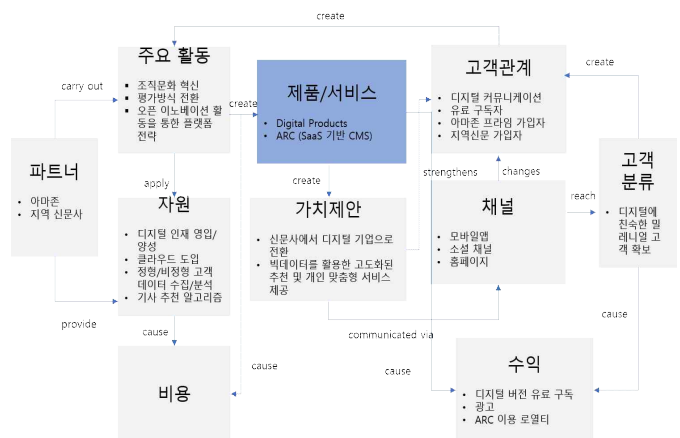 create
주요 활동
▪ 조직문화 혁신
▪ 평가방식 전환
▪ 오픈 이노베이션 활
동을 통한 플랫폼
전략
carry out
create
제품/서비스
• Digital Products
• ARC (SaaS 기반 CMS)
고객관계
• 디지털 커뮤니케이션
• 유료 구독자
• 아마존 프라임 가입자
• 지역신문 가입자
create
파트너
• 아마존
• 지역 신문사
apply
create
strengthens
changes
고객
분류
• 디지털에
친숙한 밀
레니얼 고
객 확보
자원
• 디지털 인재 영입/
양성
• 클라우드 도입
• 정형/비정형 고객
데이터 수집/분석
• 기사 추천 알고리즘
가치제안
• 신문사에서 디지털 기업으로
전환
• 빅데이터를 활용한 고도화된
추천 및 개인 맞춤형 서비스
제공
채널
• 모바일앱
• 소셜 채널
• 홈페이지
reach
provide
cause
communicated via
cause
비용
cause
cause
수익
• 디지털 버전 유료 구독
• 광고
• ARC 이용 로열티